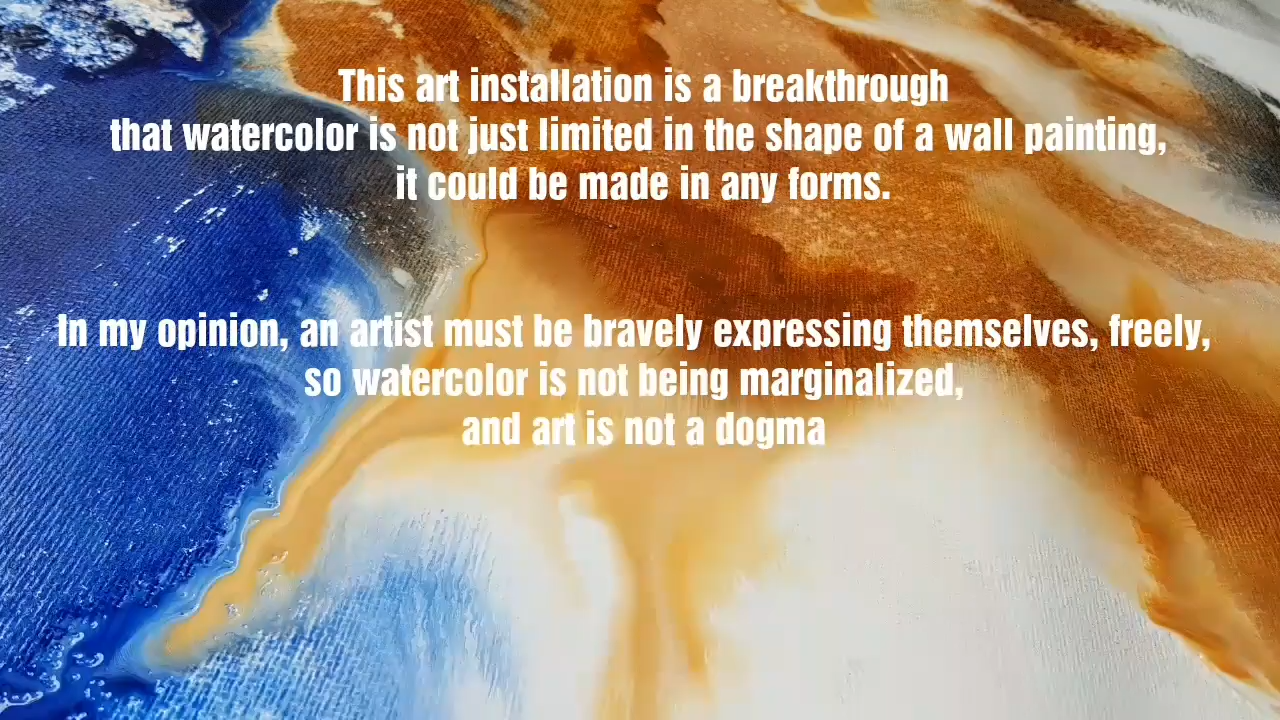 This art installation is a breakthrough
that watercolor is not just limited in the shape of a wall painting,
it could be made in any forms.
In my opinion, an artist must be bravely expressing themselves, freely,
so watercolor is not being marginalized,
and art is not a dogma